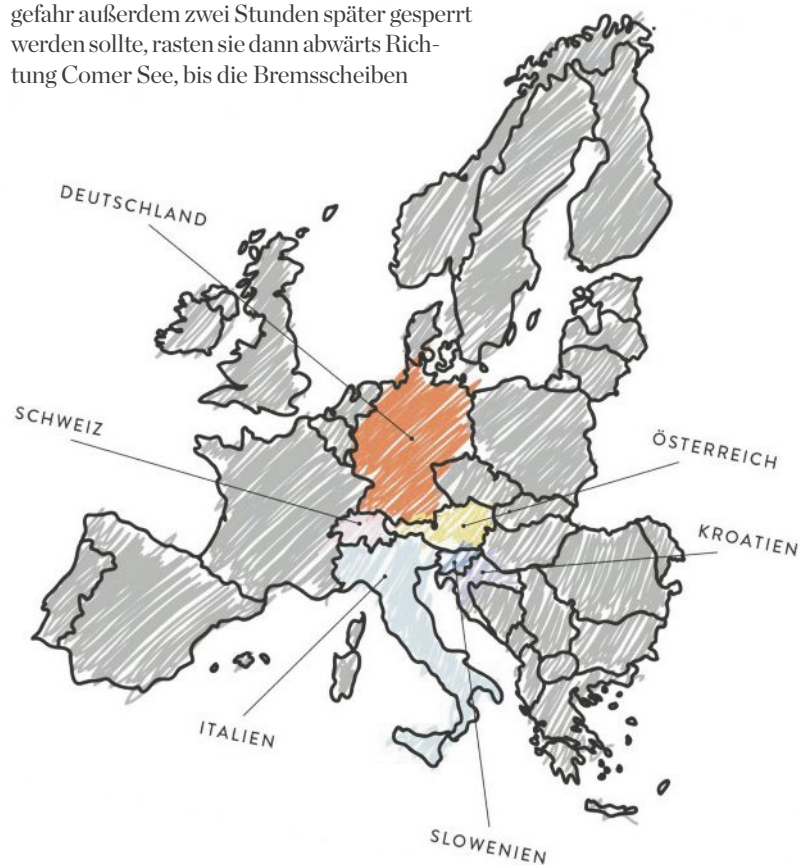 gefahr außerdem zwei Stunden später gesperrt
werden sollte, rasten sie dann abwärts Rich-
tung Comer See, bis die Bremsscheiben
DEUTSCHLAND
SCHWEIZ
ÖSTERREICH
KROATIEN
ITALIEN
SLOWENIEN